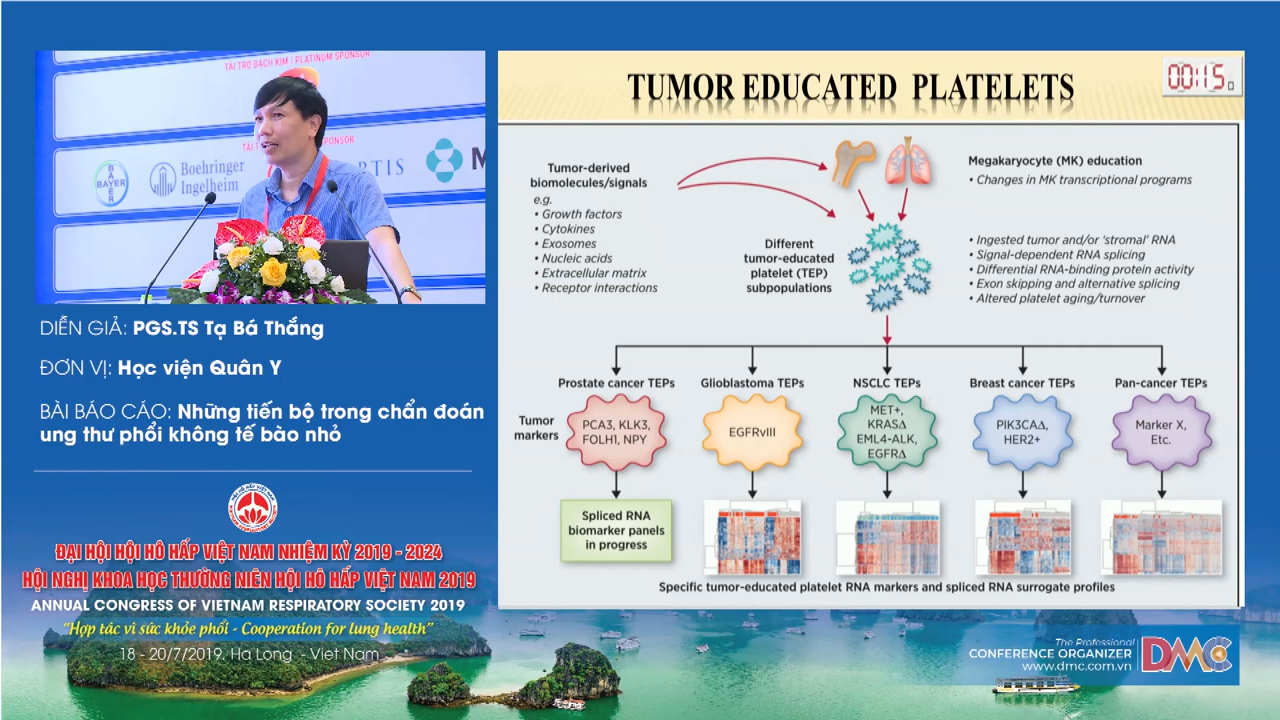 TÀI TRỢ BẠCH KIM / PLATINUM SPONSOR
BAYER
BAYER
Boehringer
Ingelheim
DIỄN GIẢ: PGS.TS Tạ Bá Thắng
ĐƠN VỊ: Học viện Quân Y
BÀI BÁO CÁO: Những tiến bộ trong chẩn đoán
ung thư phổi không tế bào nhỏ
ĐẠI HỘI HỘI HÔ HẤP VIỆT NAM NHIỆM KỲ 2019 - 2024
HỘI NGHỊ KHOA HỌC THƯỜNG NIÊN HỘI HÔ HẤP VIỆT NAM 2019
ANNUAL CONGRESS OF VIETNAM RESPIRATORY SOCIETY 2019
"Hợp tác vì sức khỏe phổi - Cooperation for lung health"
18 - 20/7/2019. Ha Long - Viet Nam
TUMOR EDUCATED PLATELETS
00:15
Tumor-derived
biomolecules/signals
e.g.
• Growth factors
• Cytokines
• Exosomes
• Nucleic acids
• Extracellular matrix
• Receptor interactions
Megakaryocyte (MK) education
• Changes in MK transcriptional programs
Different
tumor-educated
platelet (TEP)
subpopulations
• Ingested tumor and/or 'stromal' RNA
• Signal-dependent RNA splicing
• Differential RNA-binding protein activity
• Exon skipping and alternative splicing
• Altered platelet aging/turnover
Prostate cancer TEPs
Glioblastoma TEPs
NSCLC TEPs
Breast cancer TEPs
Pan-cancer TEPs
Tumor
markers
PCA3, KLK3,
FOLH1, NPY
EGFRvIII
MET+,
KRASΔ
EML4-ALK,
EGFRΔ
PIK3CAΔ,
HER2+
Marker X,
Etc.
Spliced RNA
biomarker panels
in progress
Specific tumor-educated platelet RNA markers and spliced RNA surrogate profiles
The Professional
CONFERENCE ORGANIZER
www.dmc.com.vn
DMC